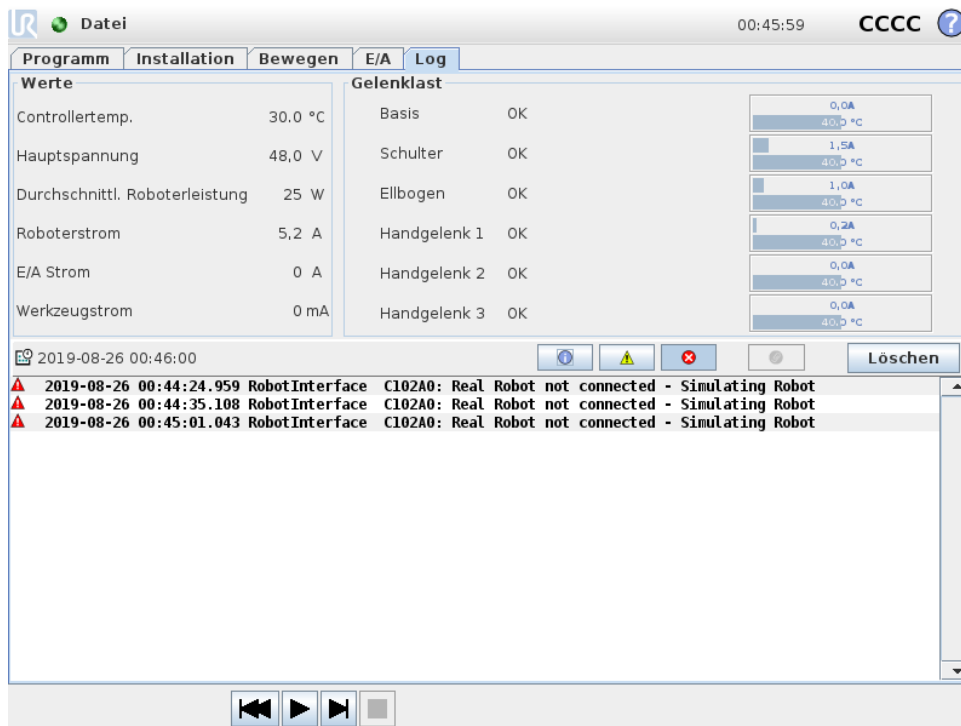 UR Datei 00:45:59 CCCC ?
Programm Installation Bewegen E/A Log
Werte
Controllertemp. 30.0 °C
Hauptspannung 48,0 V
Durchschnittl. Roboterleistung 25 W
Roboterstrom 5,2 A
E/A Strom 0 A
Werkzeugstrom 0 mA
Gelenklast
Basis OK 0,0A
40.0 °C
Schulter OK 1,5A
40.0 °C
Ellbogen OK 1,0A
40.0 °C
Handgelenk 1 OK 0,2A
40.0 °C
Handgelenk 2 OK 0,0A
40.0 °C
Handgelenk 3 OK 0,0A
40.0 °C
2019-08-26 00:46:00 Löschen
2019-08-26 00:44:24.959 RobotInterface C102A0: Real Robot not connected - Simulating Robot
2019-08-26 00:44:35.108 RobotInterface C102A0: Real Robot not connected - Simulating Robot
2019-08-26 00:45:01.043 RobotInterface C102A0: Real Robot not connected - Simulating Robot